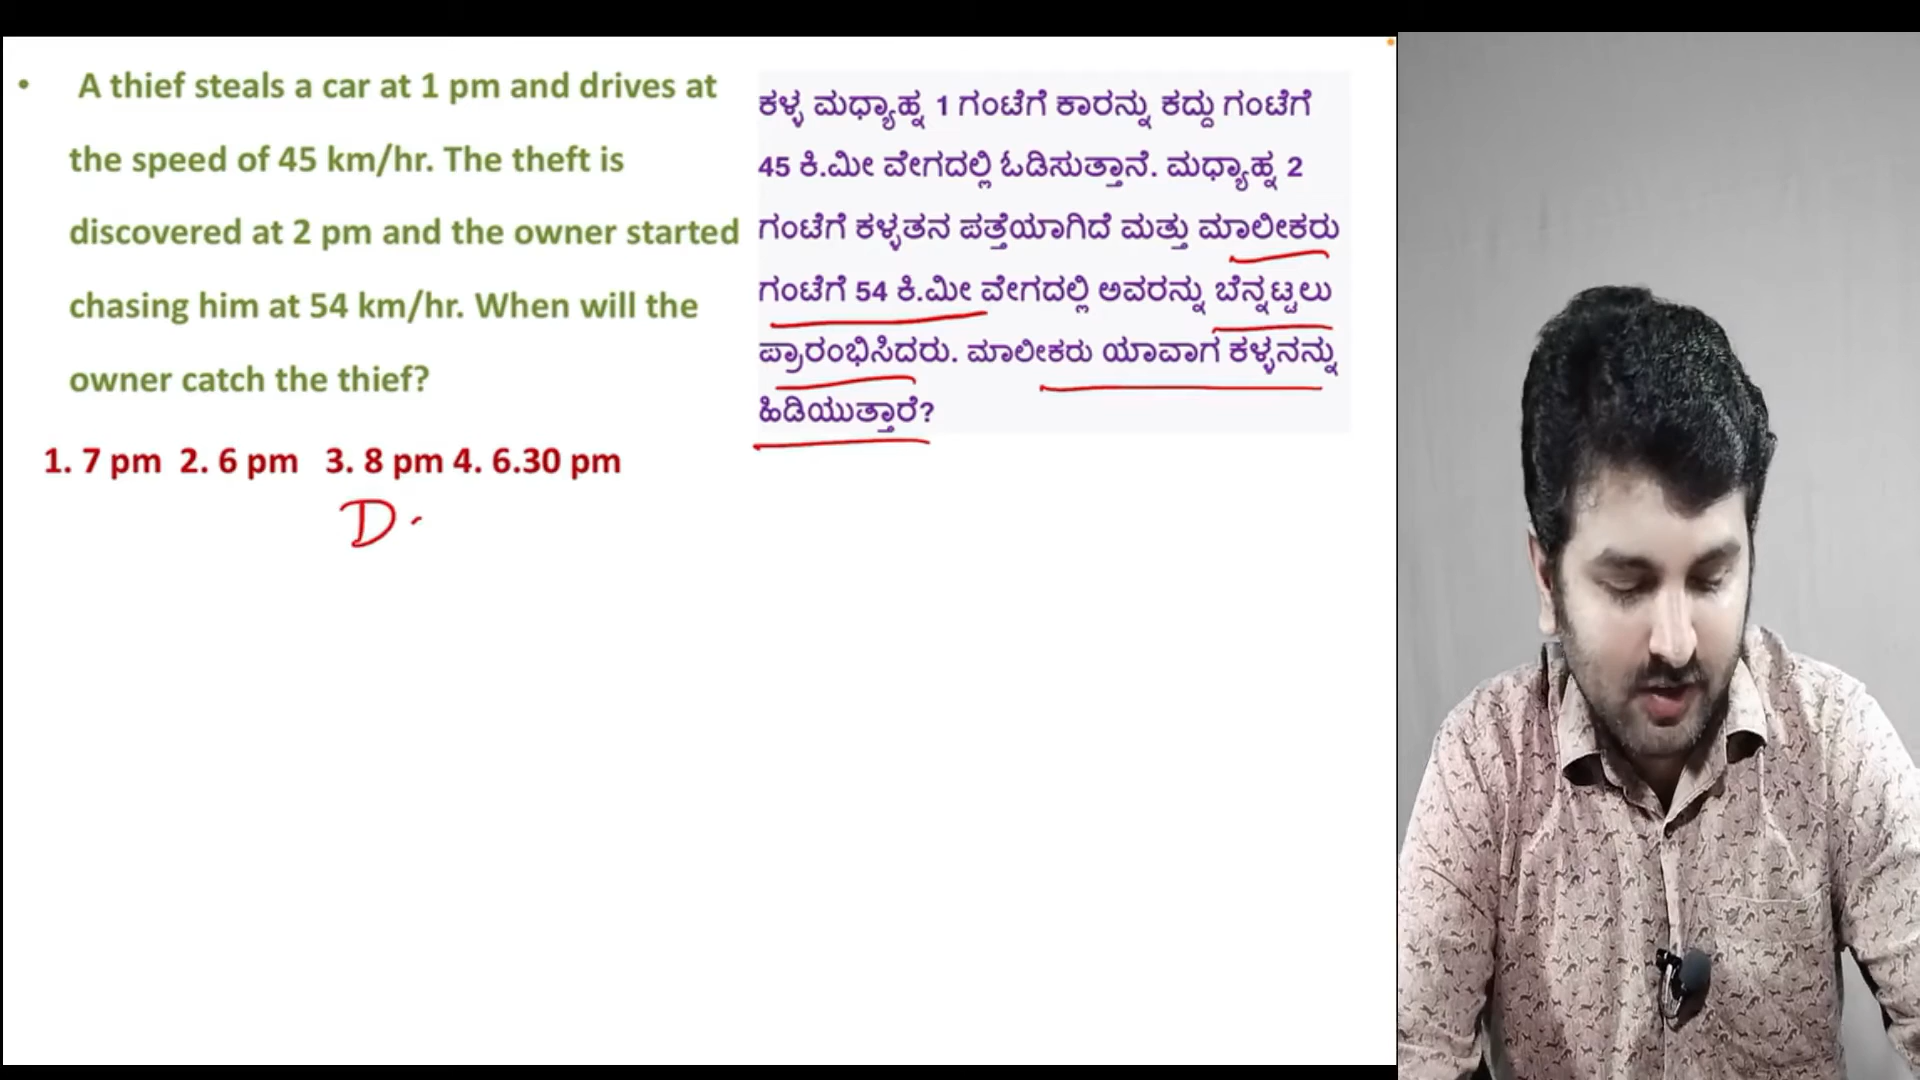 • A thief steals a car at 1 pm and drives at
the speed of 45 km/hr. The theft is
discovered at 2 pm and the owner started
chasing him at 54 km/hr. When will the
owner catch the thief?
1. 7 pm 2. 6 pm 3. 8 pm 4. 6.30 pm
D
ಕಳ್ಳ ಮಧ್ಯಾಹ್ನ 1 ಗಂಟೆಗೆ ಕಾರನ್ನು ಕದ್ದು ಗಂಟೆಗೆ
45 ಕಿ.ಮೀ ವೇಗದಲ್ಲಿ ಓಡಿಸುತ್ತಾನೆ. ಮಧ್ಯಾಹ್ನ 2
ಗಂಟೆಗೆ ಕಳ್ಳತನ ಪತ್ತೆಯಾಗಿದೆ ಮತ್ತು ಮಾಲೀಕರು
ಗಂಟೆಗೆ 54 ಕಿ.ಮೀ ವೇಗದಲ್ಲಿ ಅವರನ್ನು ಬೆನ್ನಟ್ಟಲು
ಪ್ರಾರಂಭಿಸಿದರು. ಮಾಲೀಕರು ಯಾವಾಗ ಕಳ್ಳನನ್ನು
ಹಿಡಿಯುತ್ತಾರೆ?